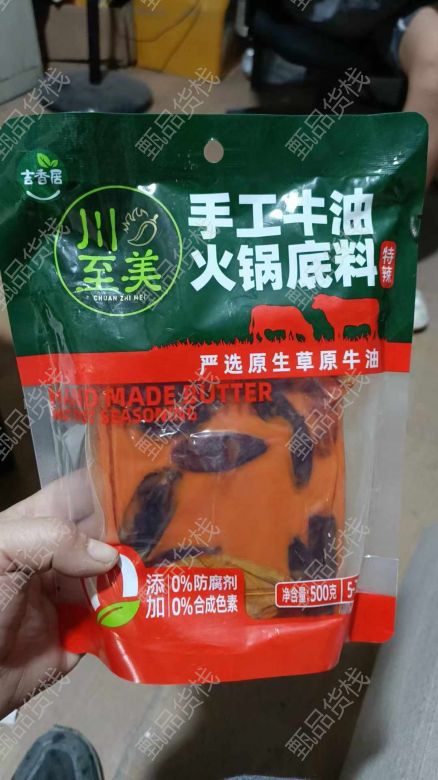 吉香居
川
至美
CHUAN ZHI MEI
手工牛油
火锅底料
特辣
严选原生草原牛油
MADE BUTTER
SEASONING
添加
0%防腐剂
0%合成色素
净含量:500克
甄品货栈